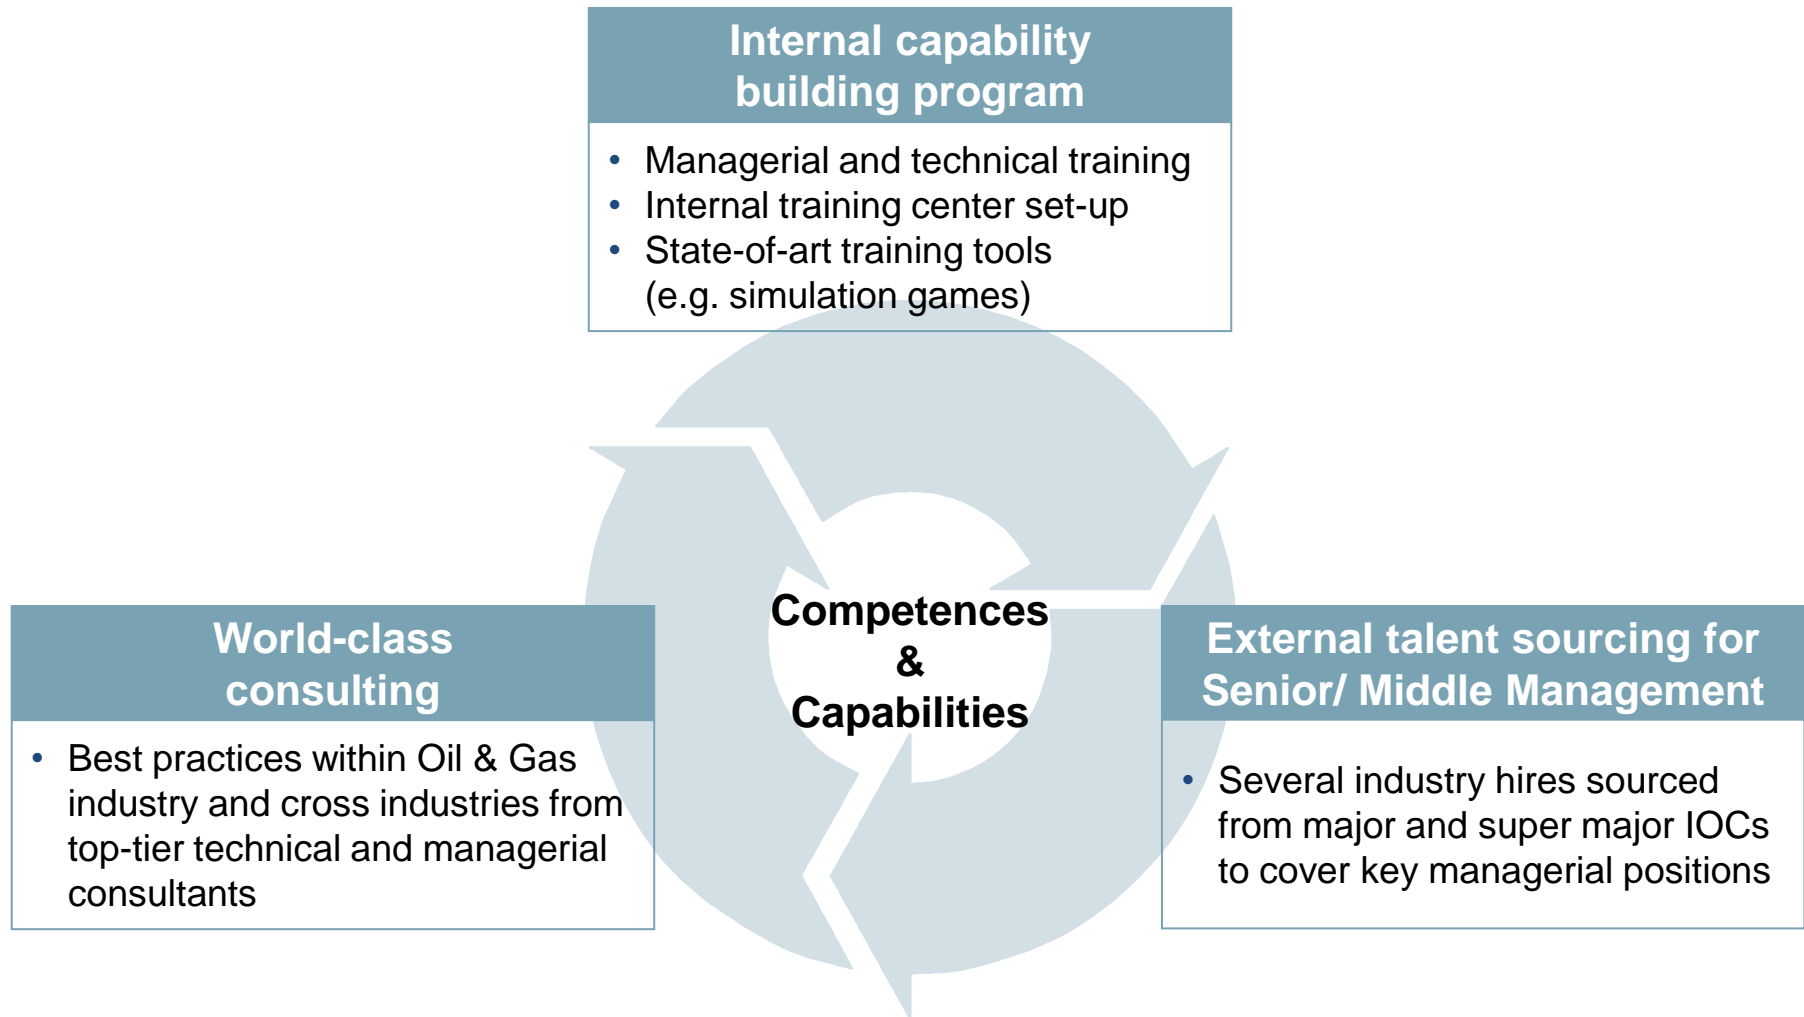 Internal capability
building program
• Managerial and technical training
• Internal training center set-up
• State-of-art training tools
(e.g. simulation games)
Competences
&
Capabilities
World-class
consulting
• Best practices within Oil & Gas
industry and cross industries from
top-tier technical and managerial
consultants
External talent sourcing for
Senior/ Middle Management
• Several industry hires sourced
from major and super major IOCs
to cover key managerial positions